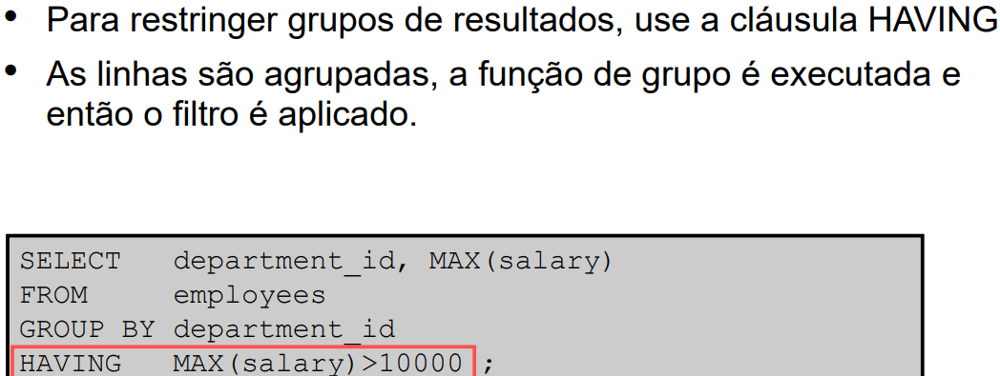 • Para restringer grupos de resultados, use a cláusula HAVING
• As linhas são agrupadas, a função de grupo é executada e
então o filtro é aplicado.
SELECT   department_id, MAX(salary)
FROM     employees
GROUP BY department_id
HAVING   MAX(salary)>10000 ;